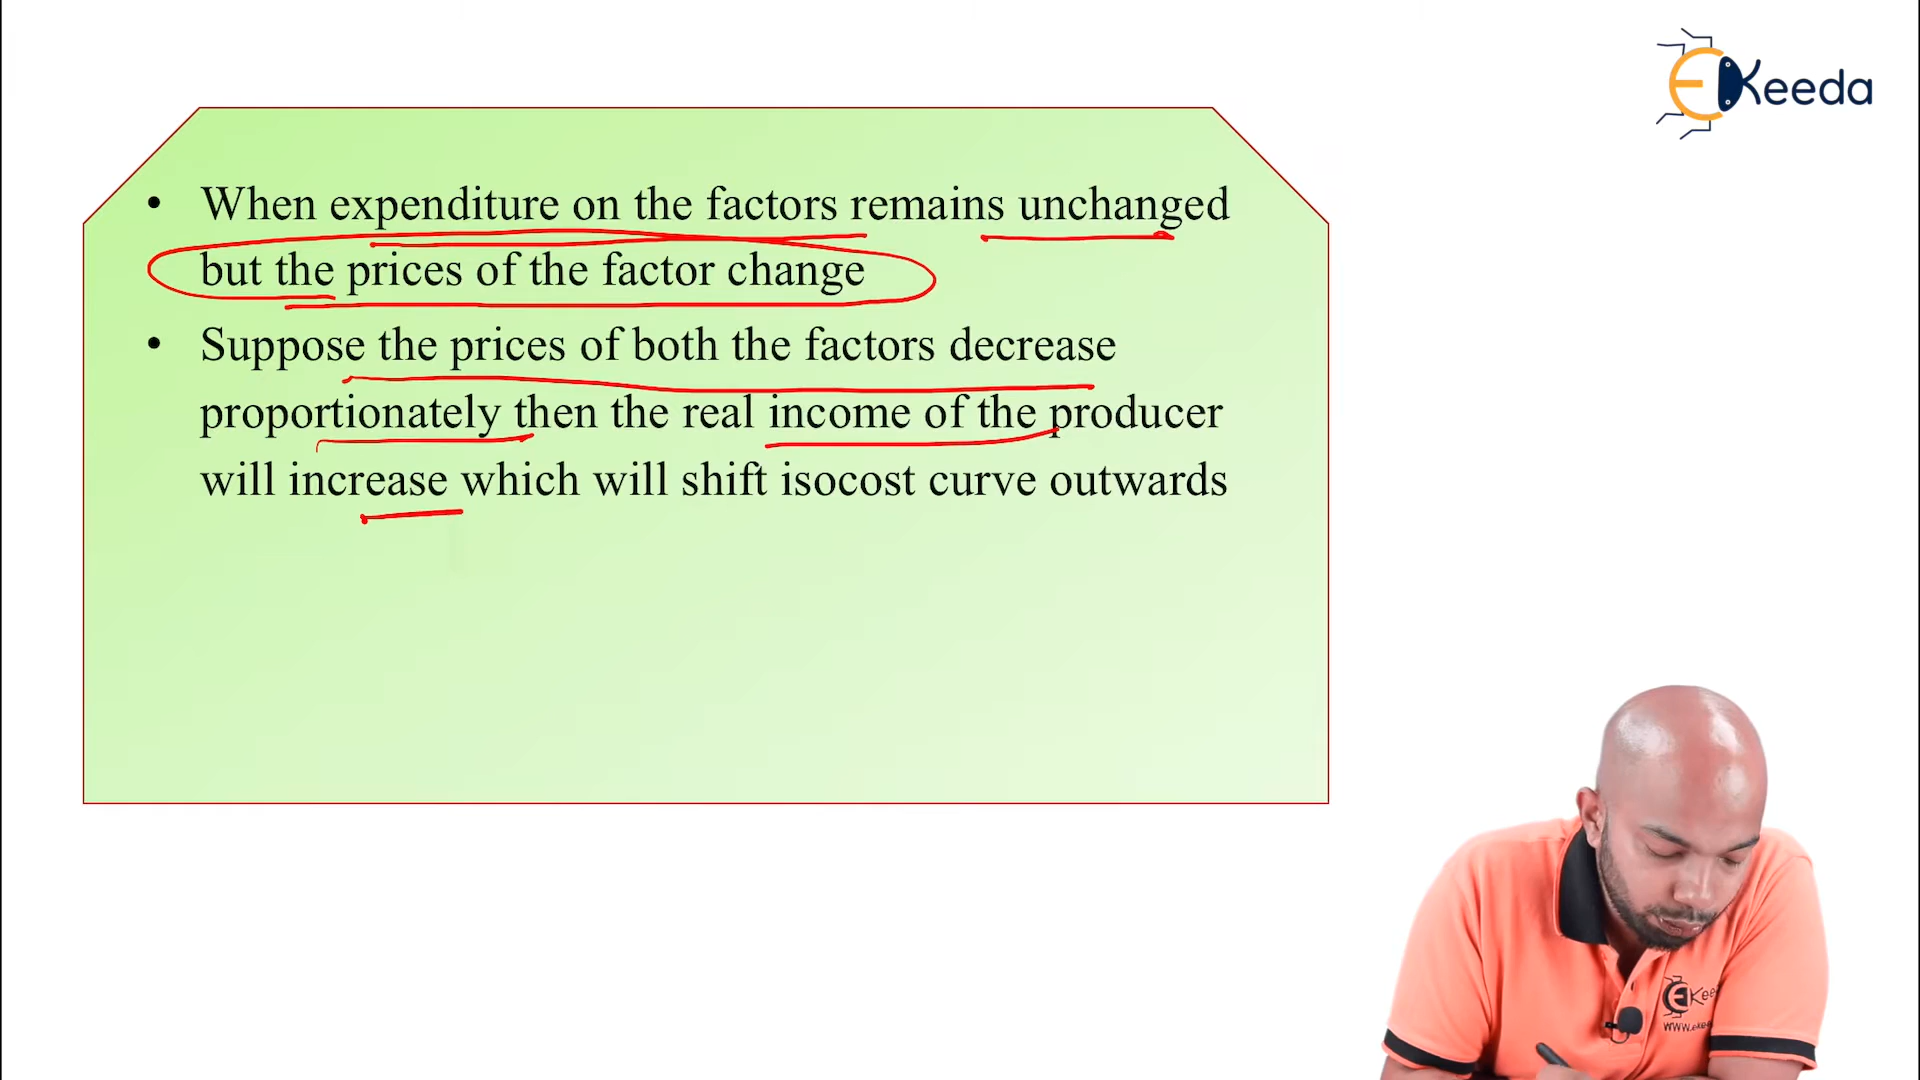 EKeeda
• When expenditure on the factors remains unchanged
but the prices of the factor change
• Suppose the prices of both the factors decrease
proportionately then the real income of the producer
will increase which will shift isocost curve outwards